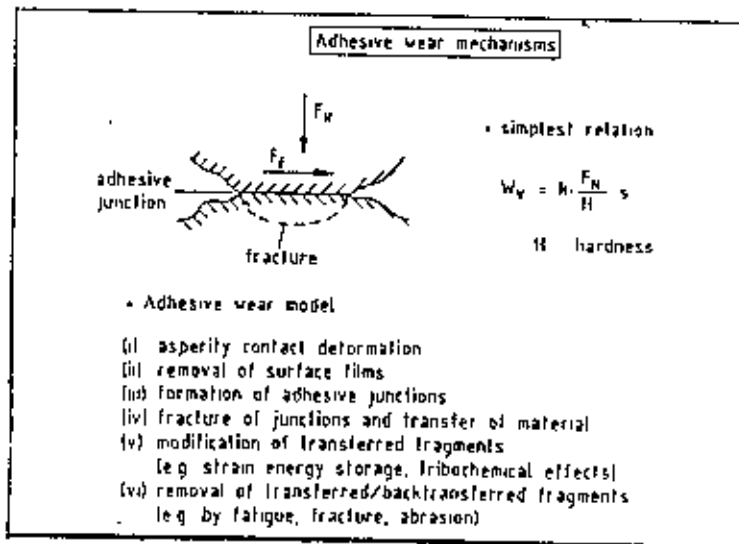 Adhesive wear mechanisms
F_N
F_f
adhesive
junction
fracture
• simplest relation
W_V = k · F_N / H · s
H hardness
• Adhesive wear model
(i) asperity contact deformation
(ii) removal of surface films
(iii) formation of adhesive junctions
(iv) fracture of junctions and transfer of material
(v) modification of transferred fragments
(e.g. strain energy storage, tribochemical effects)
(vi) removal of transferred/backtransferred fragments
(e.g. by fatigue, fracture, abrasion)